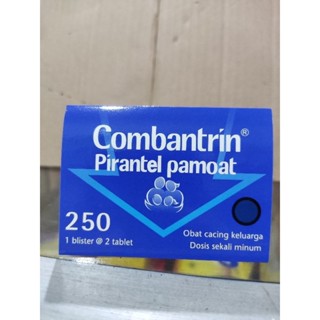 Combantrin®
Pirantel pamoat
250
1 blister @ 2 tablet
Obat cacing keluarga
Dosis sekali minum